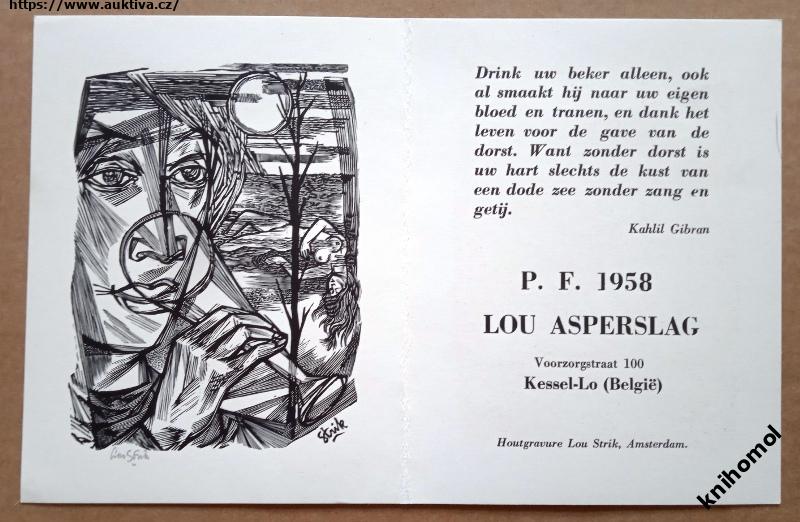 https://www.auktiva.cz/
Drink uw beker alleen, ook
al smaakt hij naar uw eigen
bloed en tranen, en dank het
leven voor de gave van de
dorst. Want zonder dorst is
uw hart slechts de kust van
een dode zee zonder zang en
getij.
Kahlil Gibran
P. F. 1958
LOU ASPERSLAG
Voorzorgstraat 100
Kessel-Lo (België)
Houtgravure Lou Strik, Amsterdam.
Strik
Lou Strik
knihomol